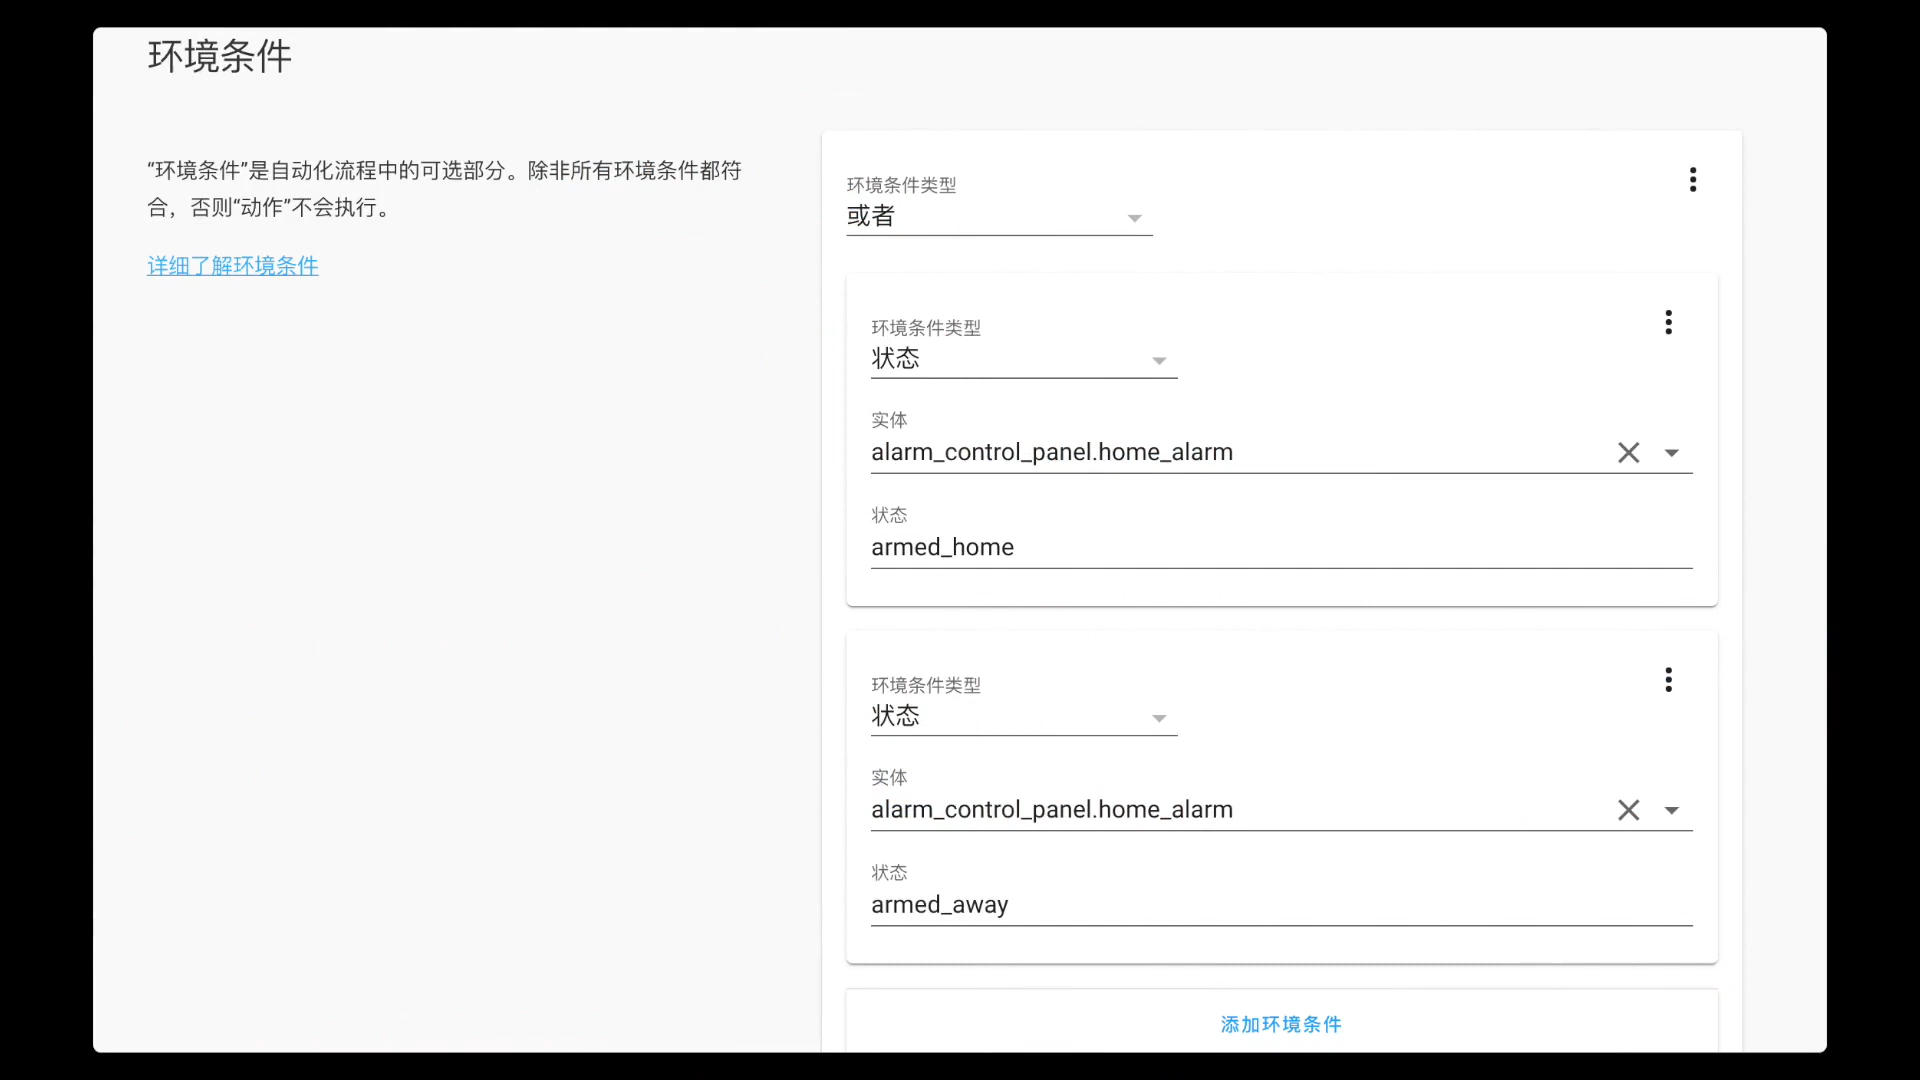 环境条件
“环境条件”是自动化流程中的可选部分。除非所有环境条件都符
合，否则“动作”不会执行。
详细了解环境条件
环境条件类型
或者
环境条件类型
状态
实体
alarm_control_panel.home_alarm
状态
armed_home
环境条件类型
状态
实体
alarm_control_panel.home_alarm
状态
armed_away
添加环境条件